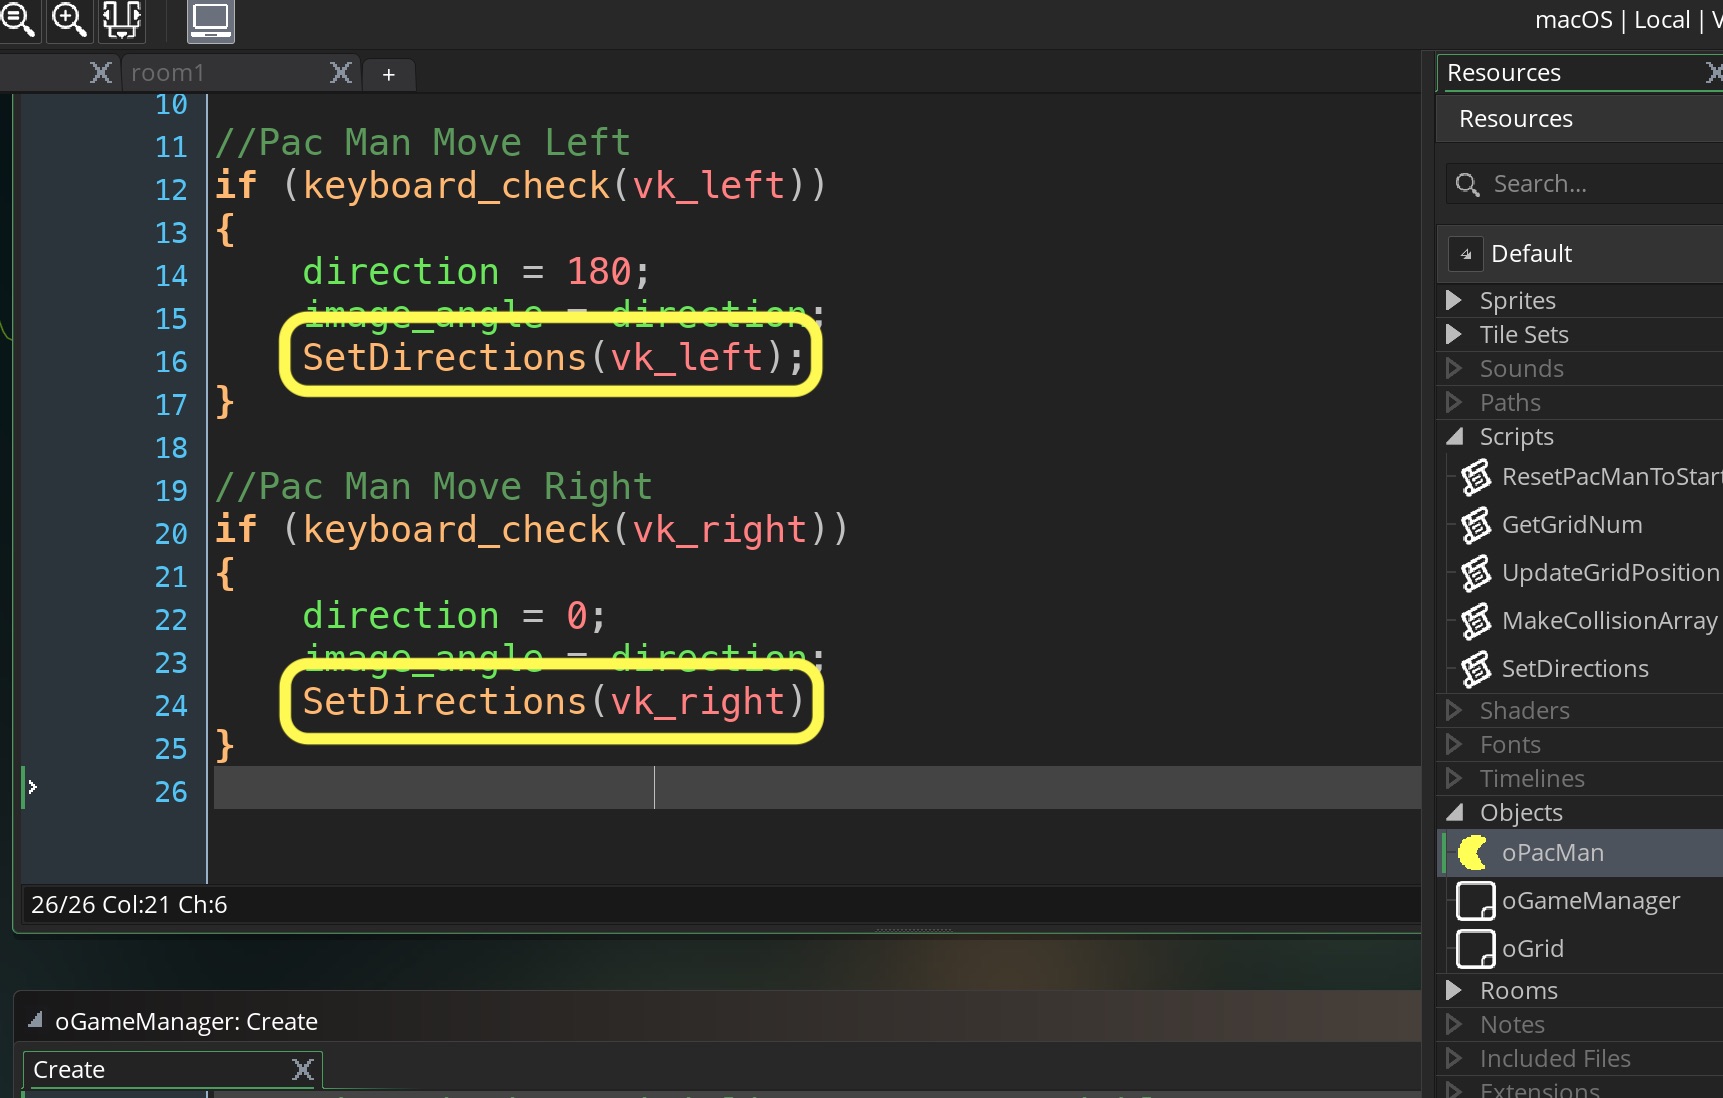 macOS | Local |
room1
+
10
11 //Pac Man Move Left
12 if (keyboard_check(vk_left))
13 {
14 direction = 180;
15 image_angle = direction;
16 SetDirections(vk_left);
17 }
18
19 //Pac Man Move Right
20 if (keyboard_check(vk_right))
21 {
22 direction = 0;
23 image_angle = direction;
24 SetDirections(vk_right)
25 }
26
26/26 Col:21 Ch:6
oGameManager: Create
Create
Resources
Resources
Search...
Default
Sprites
Tile Sets
Sounds
Paths
Scripts
ResetPacManToStart
GetGridNum
UpdateGridPosition
MakeCollisionArray
SetDirections
Shaders
Fonts
Timelines
Objects
oPacMan
oGameManager
oGrid
Rooms
Notes
Included Files
Extensions